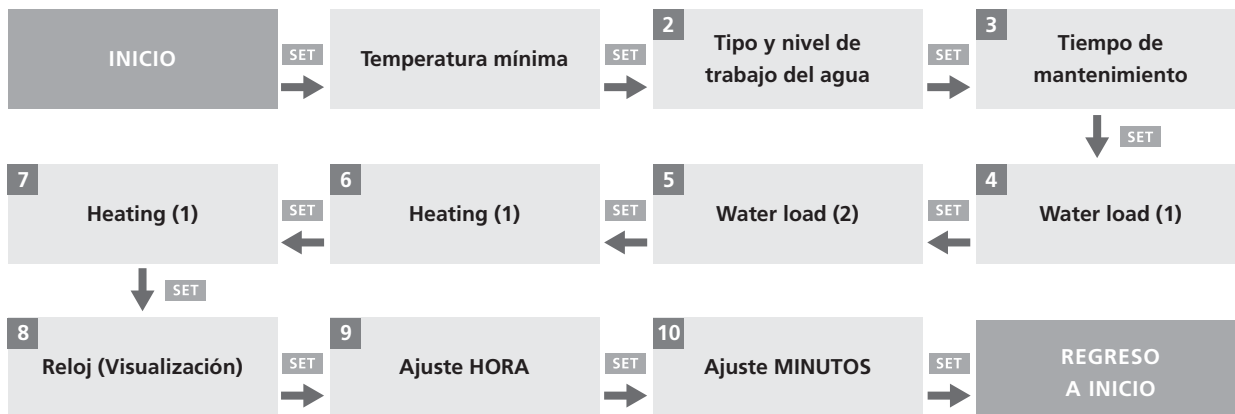 INICIO
SET
Temperatura mínima
SET
2
Tipo y nivel de
trabajo del agua
SET
3
Tiempo de
mantenimiento
SET
4
Water load (1)
SET
5
Water load (2)
SET
6
Heating (1)
SET
7
Heating (1)
SET
8
Reloj (Visualización)
SET
9
Ajuste HORA
SET
10
Ajuste MINUTOS
SET
REGRESO
A INICIO